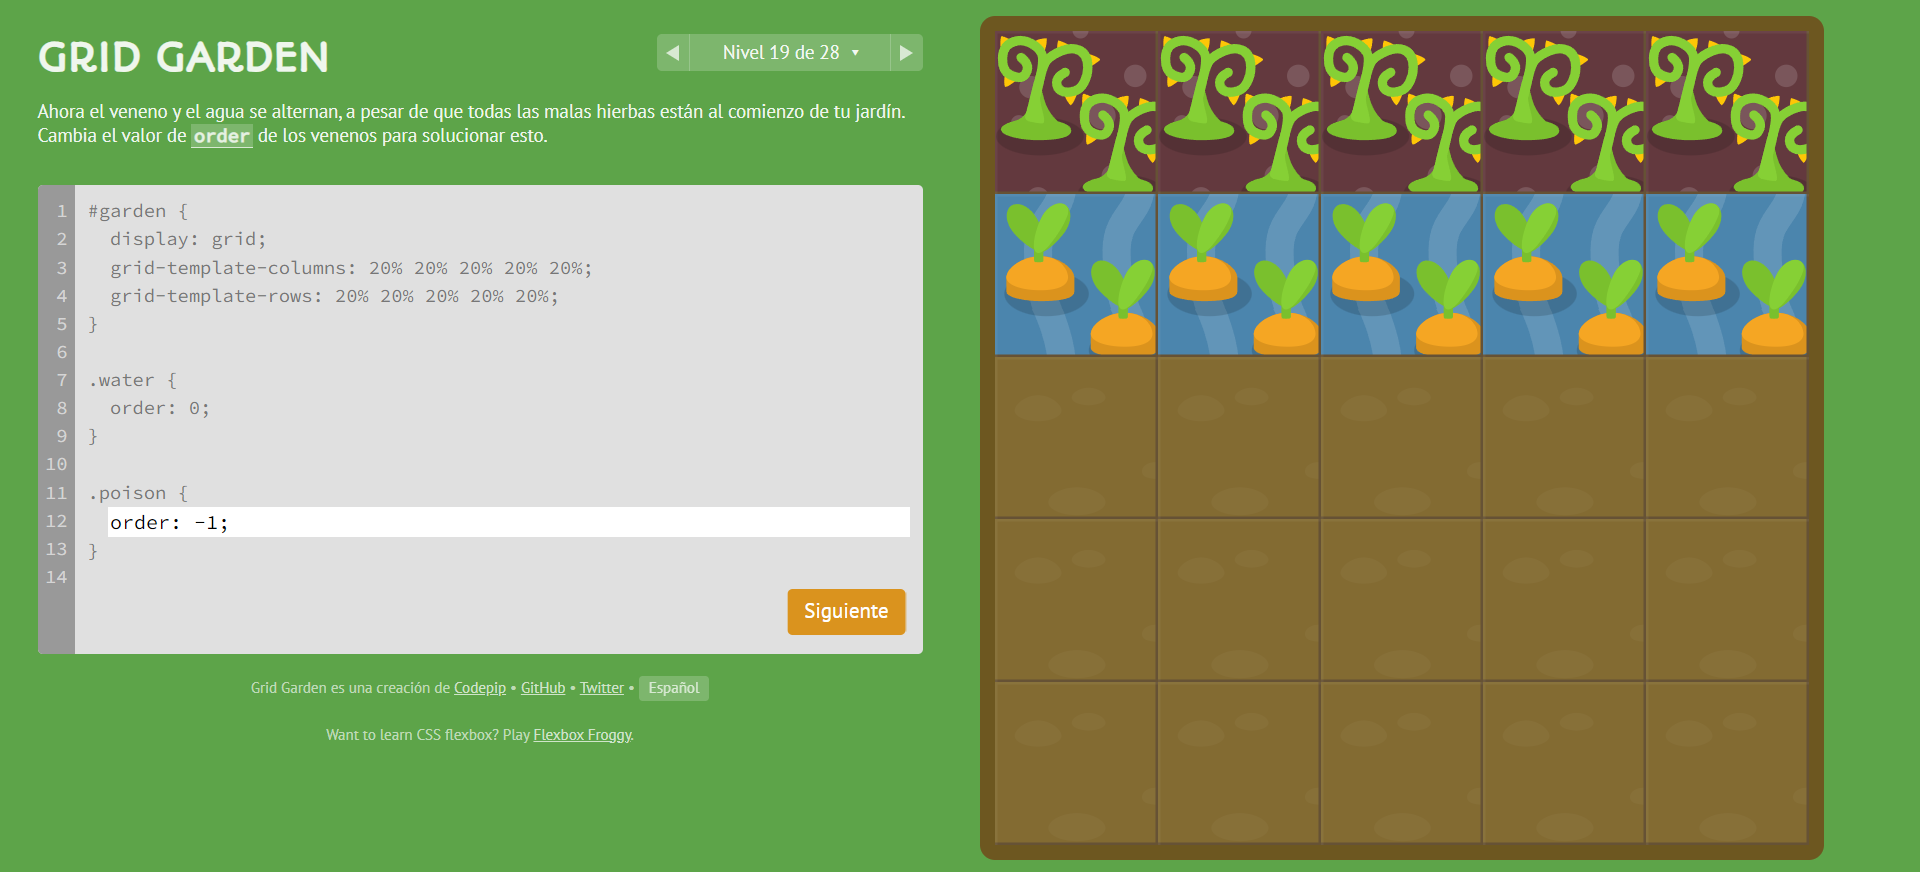 GRID GARDEN
Nivel 19 de 28
Ahora el veneno y el agua se alternan, a pesar de que todas las malas hierbas están al comienzo de tu jardín.
Cambia el valor de order de los venenos para solucionar esto.
1 #garden {
2 display: grid;
3 grid-template-columns: 20% 20% 20% 20% 20%;
4 grid-template-rows: 20% 20% 20% 20% 20%;
5 }
6
7 .water {
8 order: 0;
9 }
10
11 .poison {
12 order: -1;
13 }
14
Siguiente
Grid Garden es una creación de Codepip • GitHub • Twitter • Español
Want to learn CSS flexbox? Play Flexbox Froggy.